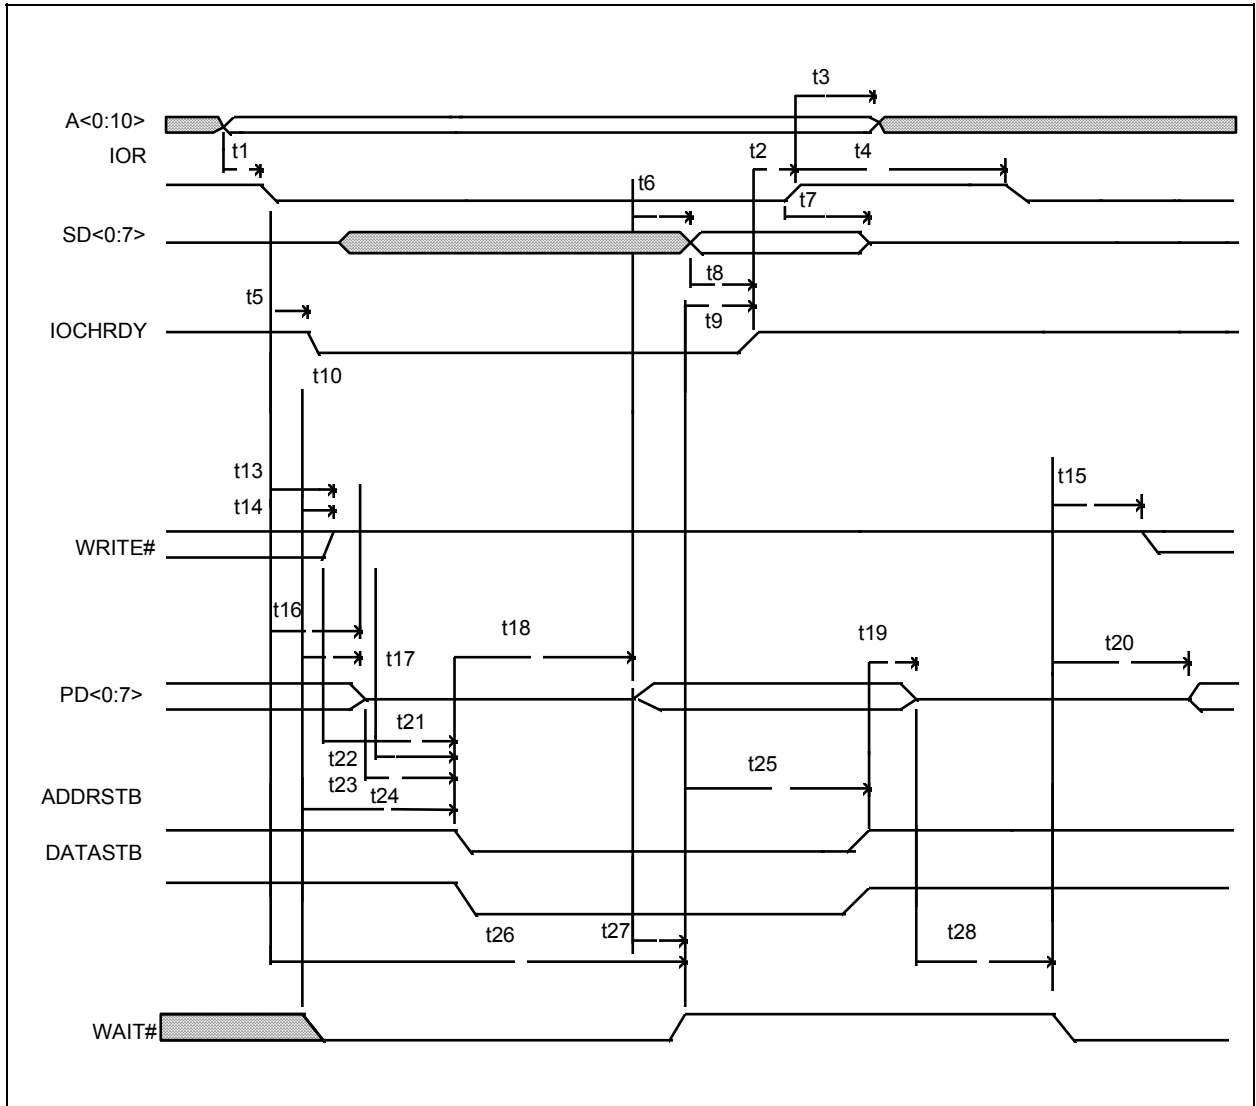 t3
A<0:10>
IOR
t1
t2
t4
t6
t7
SD<0:7>
t8
t5
t9
IOCHRDY
t10
t13
t15
t14
WRITE#
t16
t18
t19
t20
t17
PD<0:7>
t21
t22
t25
t23
t24
ADDRSTB
DATASTB
t26
t27
t28
WAIT#